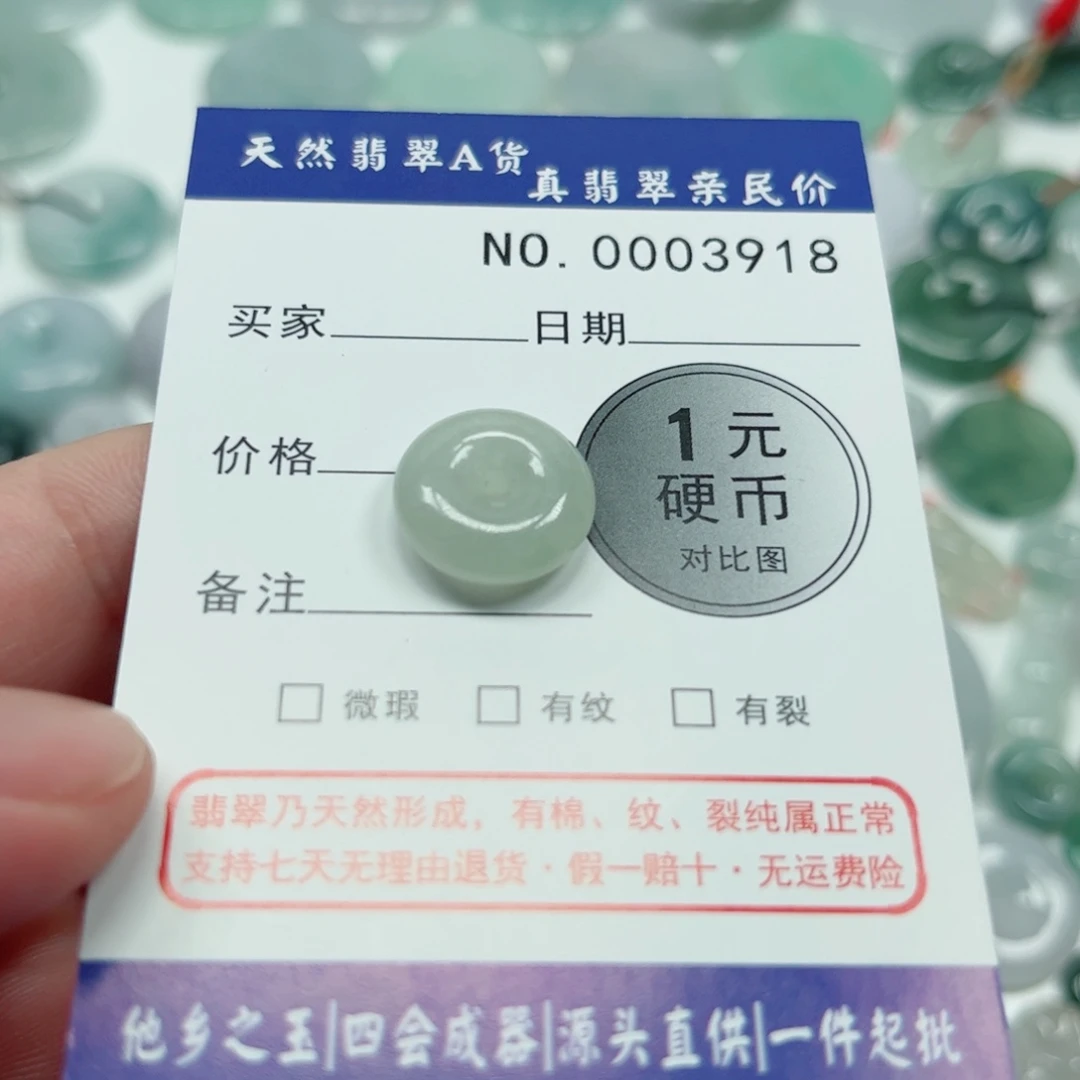 天然翡翠A货
真翡翠亲民价
NO. 0003918
买家 日期
价格
1元
硬币
对比图
备注
微瑕 有纹 有裂
翡翠乃天然形成，有棉、纹、裂纯属正常
支持七天无理由退货·假一赔十·无运费险
他乡之玉|四会成器|源头直供|一件起批